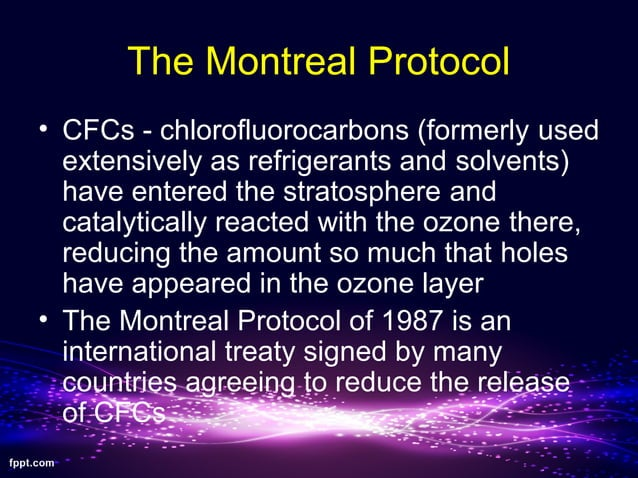 The Montreal Protocol
• CFCs - chlorofluorocarbons (formerly used
extensively as refrigerants and solvents)
have entered the stratosphere and
catalytically reacted with the ozone there,
reducing the amount so much that holes
have appeared in the ozone layer
• The Montreal Protocol of 1987 is an
international treaty signed by many
countries agreeing to reduce the release
of CFCs
fppt.com